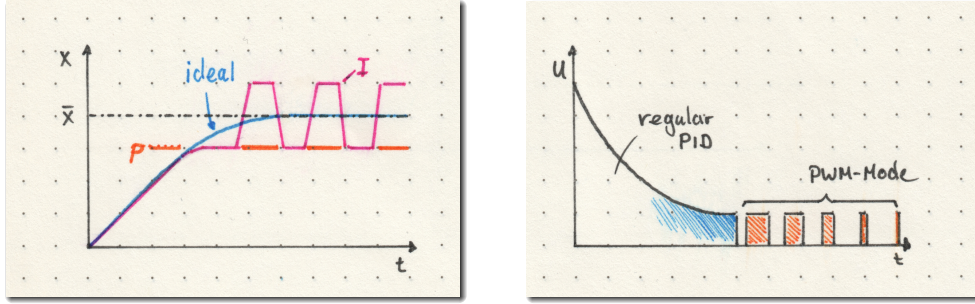 x
ideal
I
x̄
P
t
U
regular
PID
PWM-Mode
t